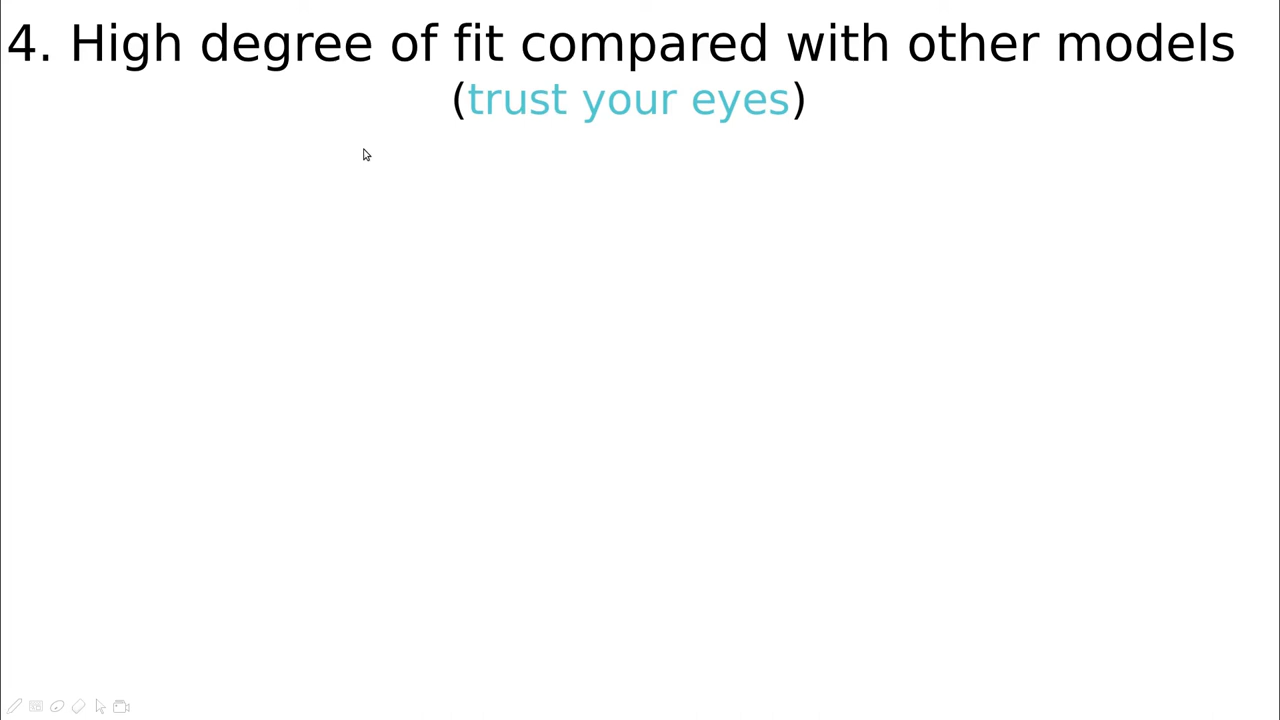 4. High degree of fit compared with other models
(trust your eyes)